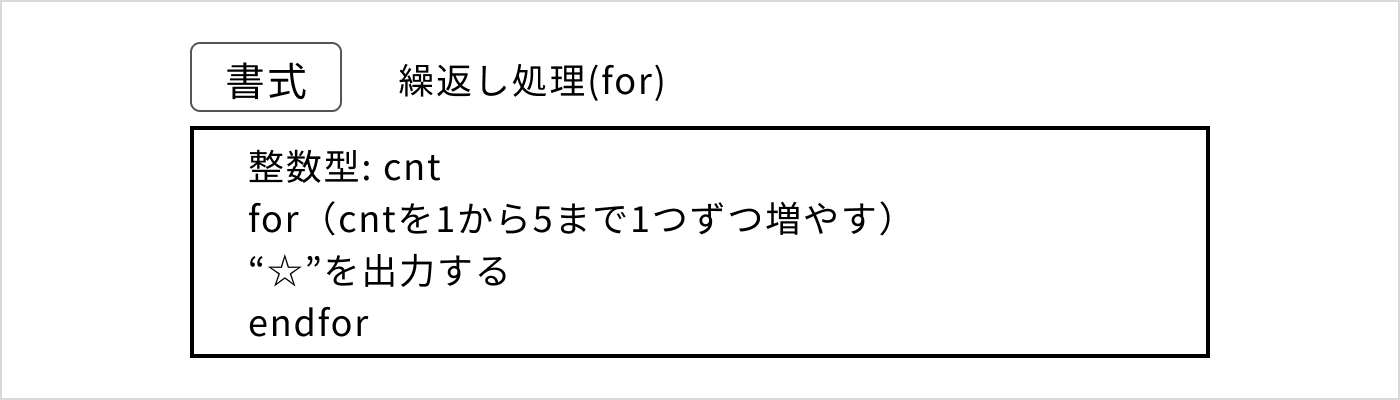 書式 繰返し処理(for)
整数型: cnt
for（cntを1から5まで1つずつ増やす）
“☆”を出力する
endfor